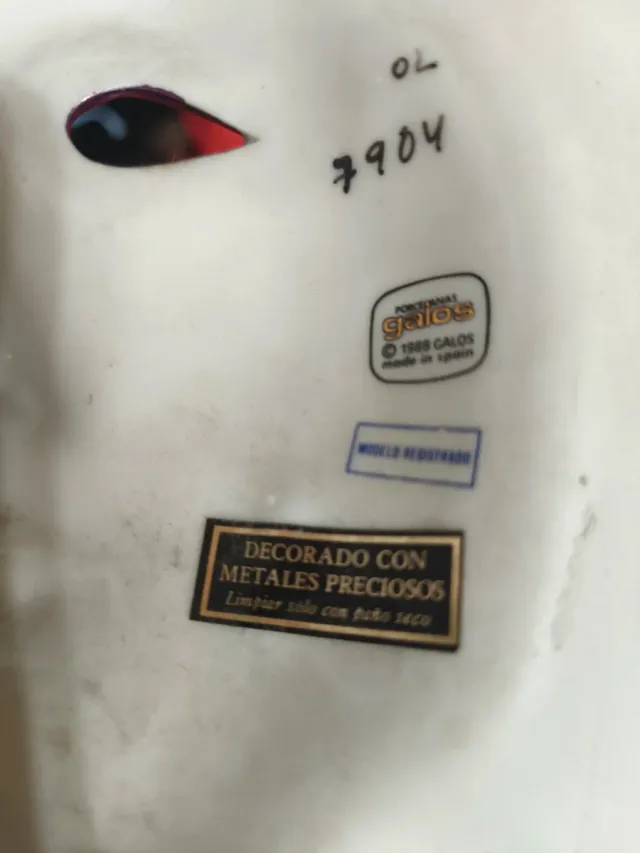 OL
7904
PORCELANAS
galos
© 1988 GALOS
made in spain
MODELO REGISTRADO
DECORADO CON
METALES PRECIOSOS
Limpiar sólo con paño seco